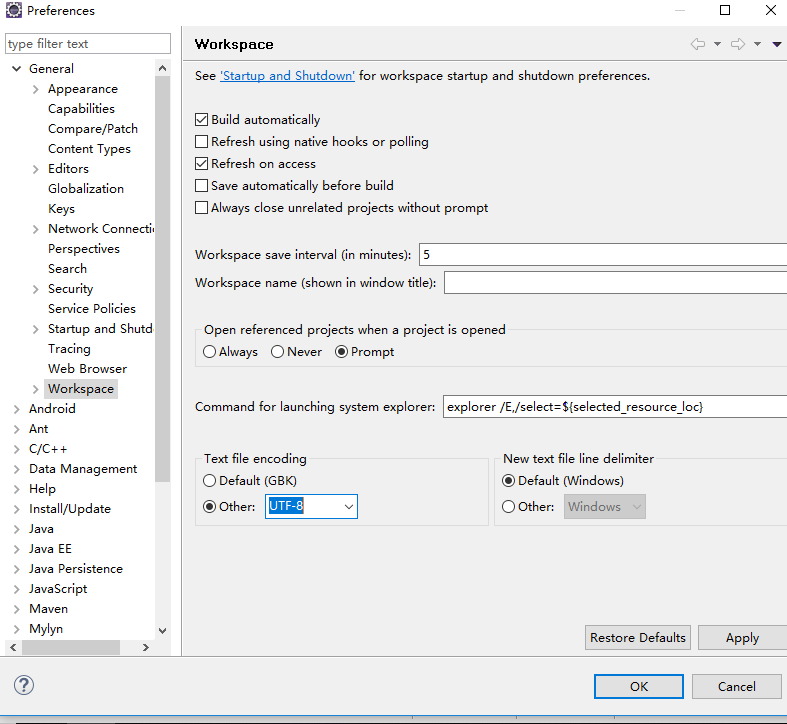 Preferences
type filter text
General
Appearance
Capabilities
Compare/Patch
Content Types
Editors
Globalization
Keys
Network Connecti
Perspectives
Search
Security
Service Policies
Startup and Shutd
Tracing
Web Browser
Workspace
Android
Ant
C/C++
Data Management
Help
Install/Update
Java
Java EE
Java Persistence
JavaScript
Maven
Mylyn
Workspace
See 'Startup and Shutdown' for workspace startup and shutdown preferences.
Build automatically
Refresh using native hooks or polling
Refresh on access
Save automatically before build
Always close unrelated projects without prompt
Workspace save interval (in minutes): 5
Workspace name (shown in window title):
Open referenced projects when a project is opened
Always Never Prompt
Command for launching system explorer: explorer /E,/select=${selected_resource_loc}
Text file encoding
Default (GBK)
Other: UTF-8
New text file line delimiter
Default (Windows)
Other: Windows
Restore Defaults Apply
? OK Cancel